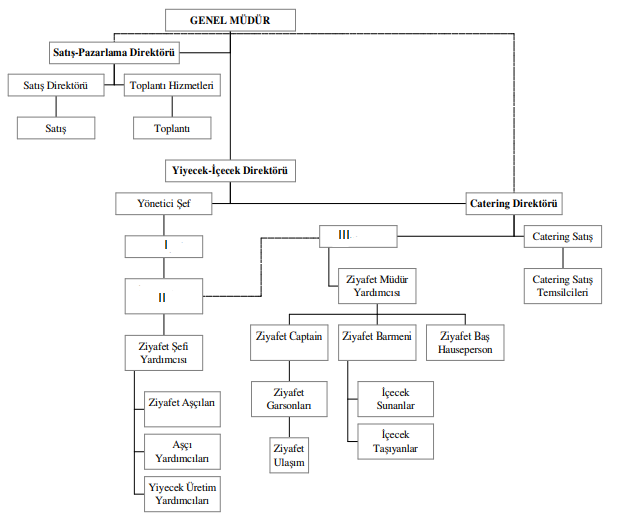 GENEL MÜDÜR
Satış-Pazarlama Direktörü
Satış Direktörü
Toplantı Hizmetleri
Satış
Toplantı
Yiyecek-İçecek Direktörü
Yönetici Şef
Catering Direktörü
I
III
Catering Satış
II
Ziyafet Müdür
Yardımcısı
Catering Satış
Temsilcileri
Ziyafet Şefi
Yardımcısı
Ziyafet Captain
Ziyafet Barmeni
Ziyafet Baş
Hauseperson
Ziyafet Aşçıları
Ziyafet
Garsonları
İçecek
Sunanlar
Aşçı
Yardımcıları
Ziyafet
Ulaşım
İçecek
Taşıyanlar
Yiyecek Üretim
Yardımcıları